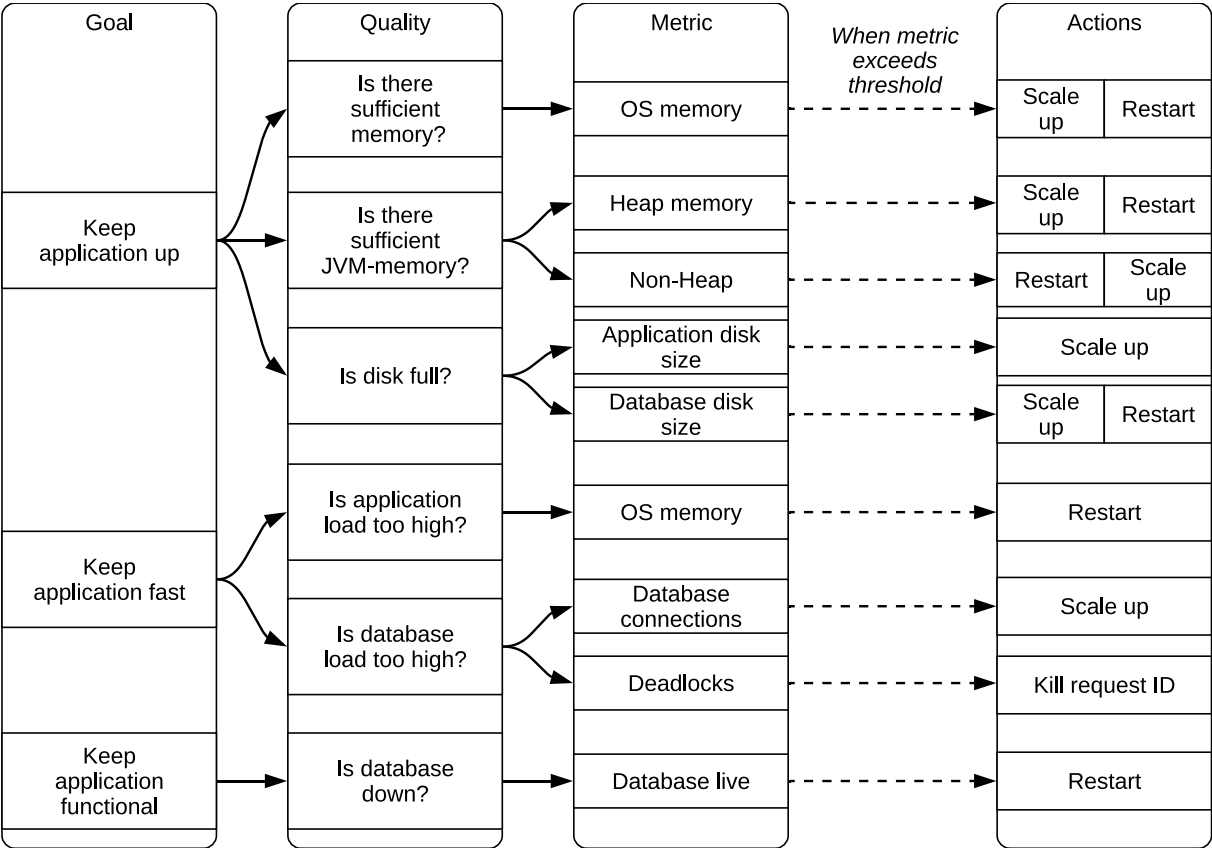 Goal
Keep
application up
Keep
application fast
Keep
application
functional
Quality
Is there
sufficient
memory?
Is there
sufficient
JVM-memory?
Is disk full?
Is application
load too high?
Is database
load too high?
Is database
down?
Metric
OS memory
Heap memory
Non-Heap
Application disk
size
Database disk
size
OS memory
Database
connections
Deadlocks
Database live
When metric
exceeds
threshold
Actions
Scale
up
Restart
Scale
up
Restart
Restart
Scale
up
Scale up
Scale
up
Restart
Restart
Scale up
Kill request ID
Restart